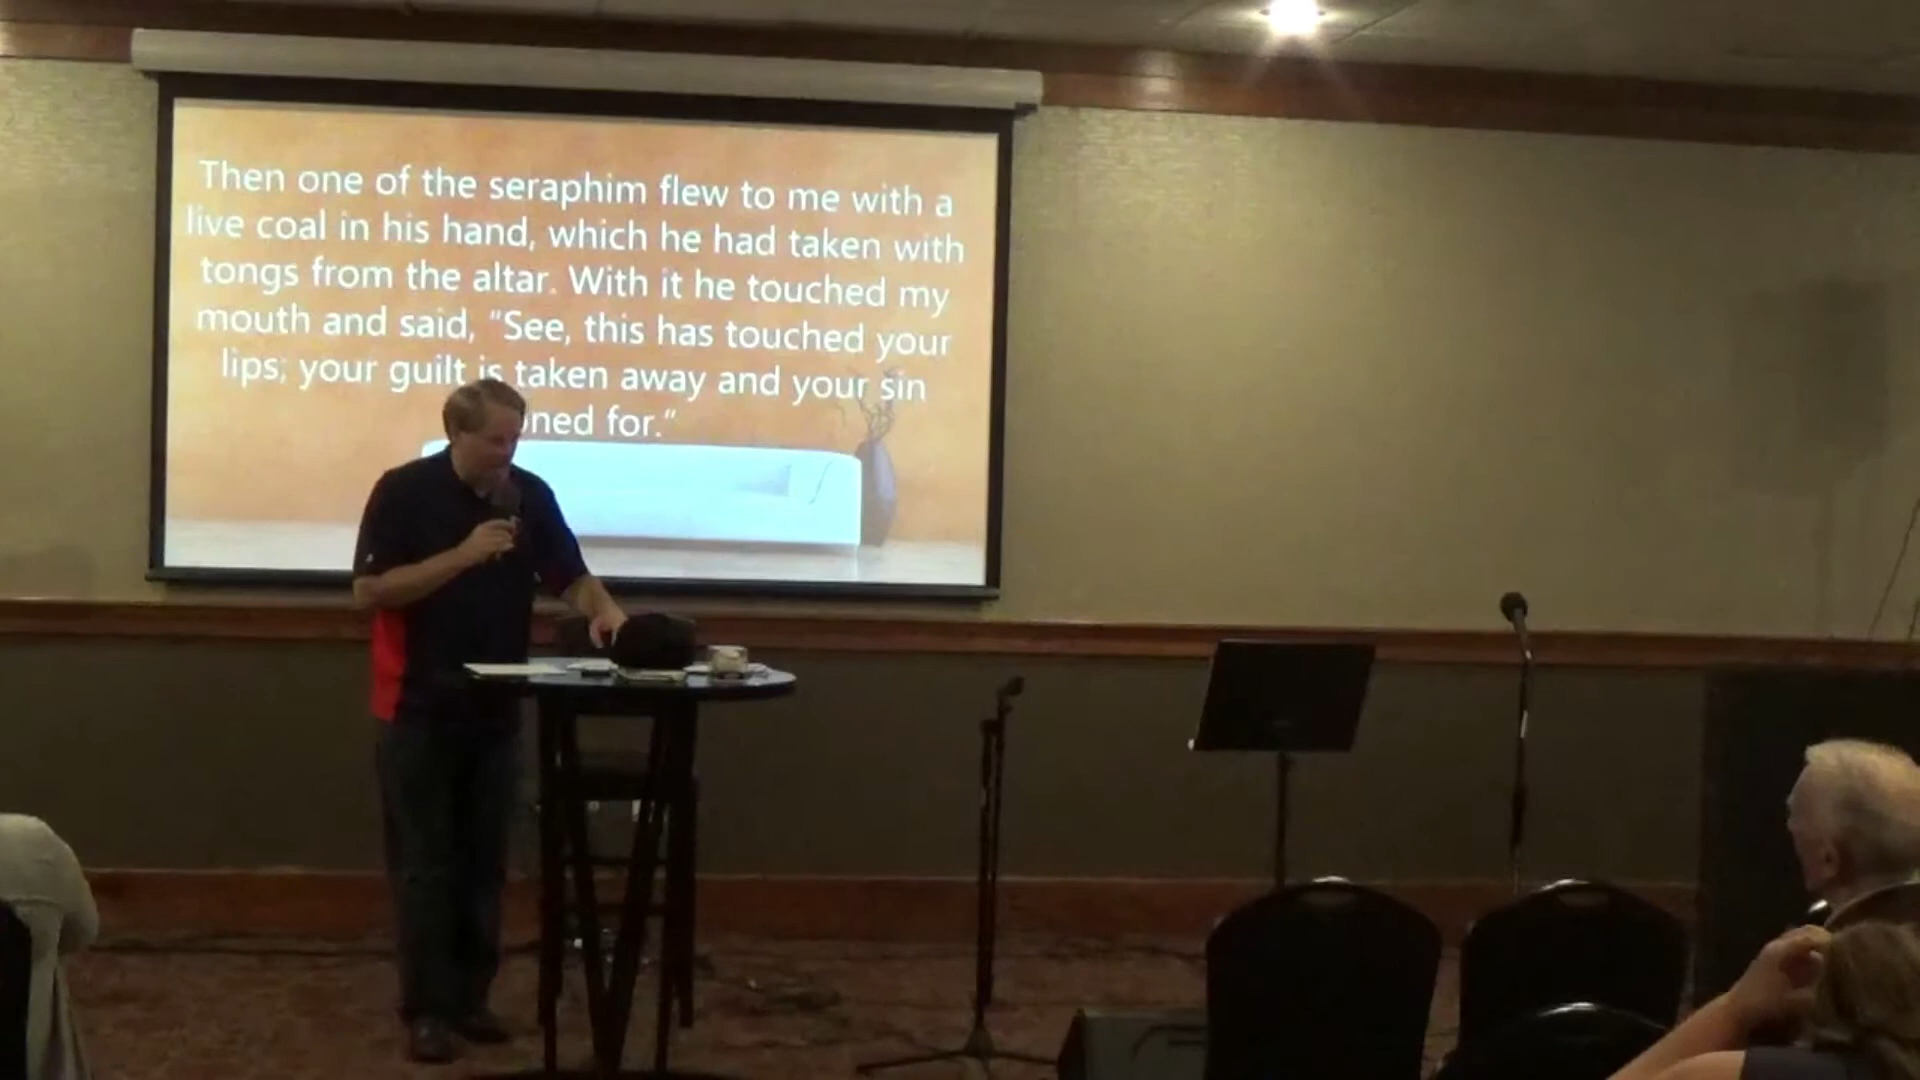 Then one of the seraphim flew to me with a
live coal in his hand, which he had taken with
tongs from the altar. With it he touched my
mouth and said, “See, this has touched your
lips; your guilt is taken away and your sin
for.”